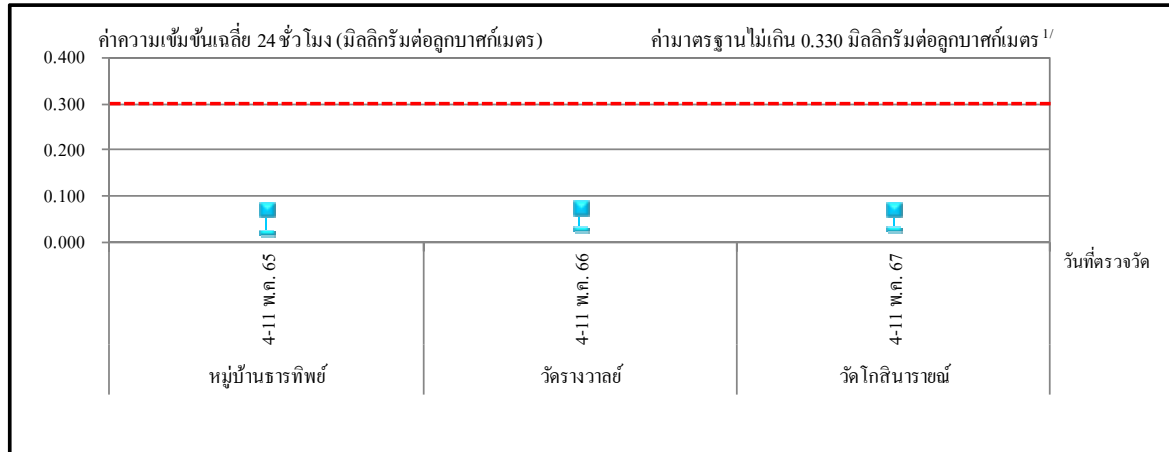 ค่าความเข้มข้นเฉลี่ย 24 ชั่วโมง (มิลลิกรัมต่อลูกบาศก์เมตร) ค่ามาตรฐานไม่เกิน 0.330 มิลลิกรัมต่อลูกบาศก์เมตร 1/
0.400
0.300
0.200
0.100
0.000
วันที่ตรวจวัด
4-11 พ.ค. 65 4-11 พ.ค. 66 4-11 พ.ค. 67
หมู่บ้านธารทิพย์ วัดรางวาลย์ วัดโกสินารายณ์